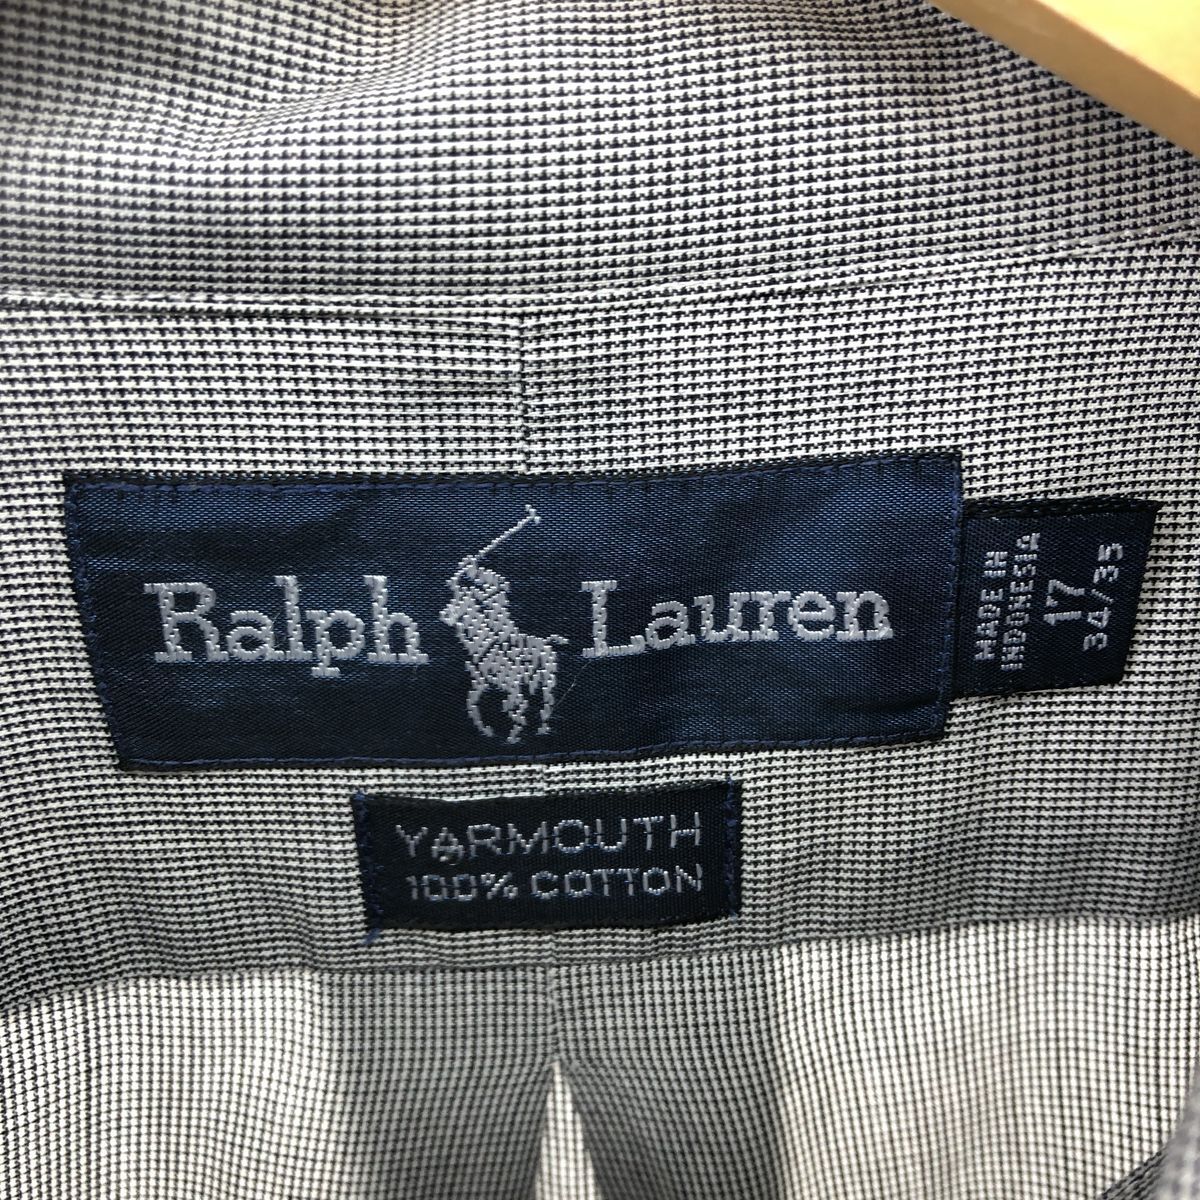 Ralph Lauren
MADE IN
INDONESIA
17
34/35
YARMOUTH
100% COTTON